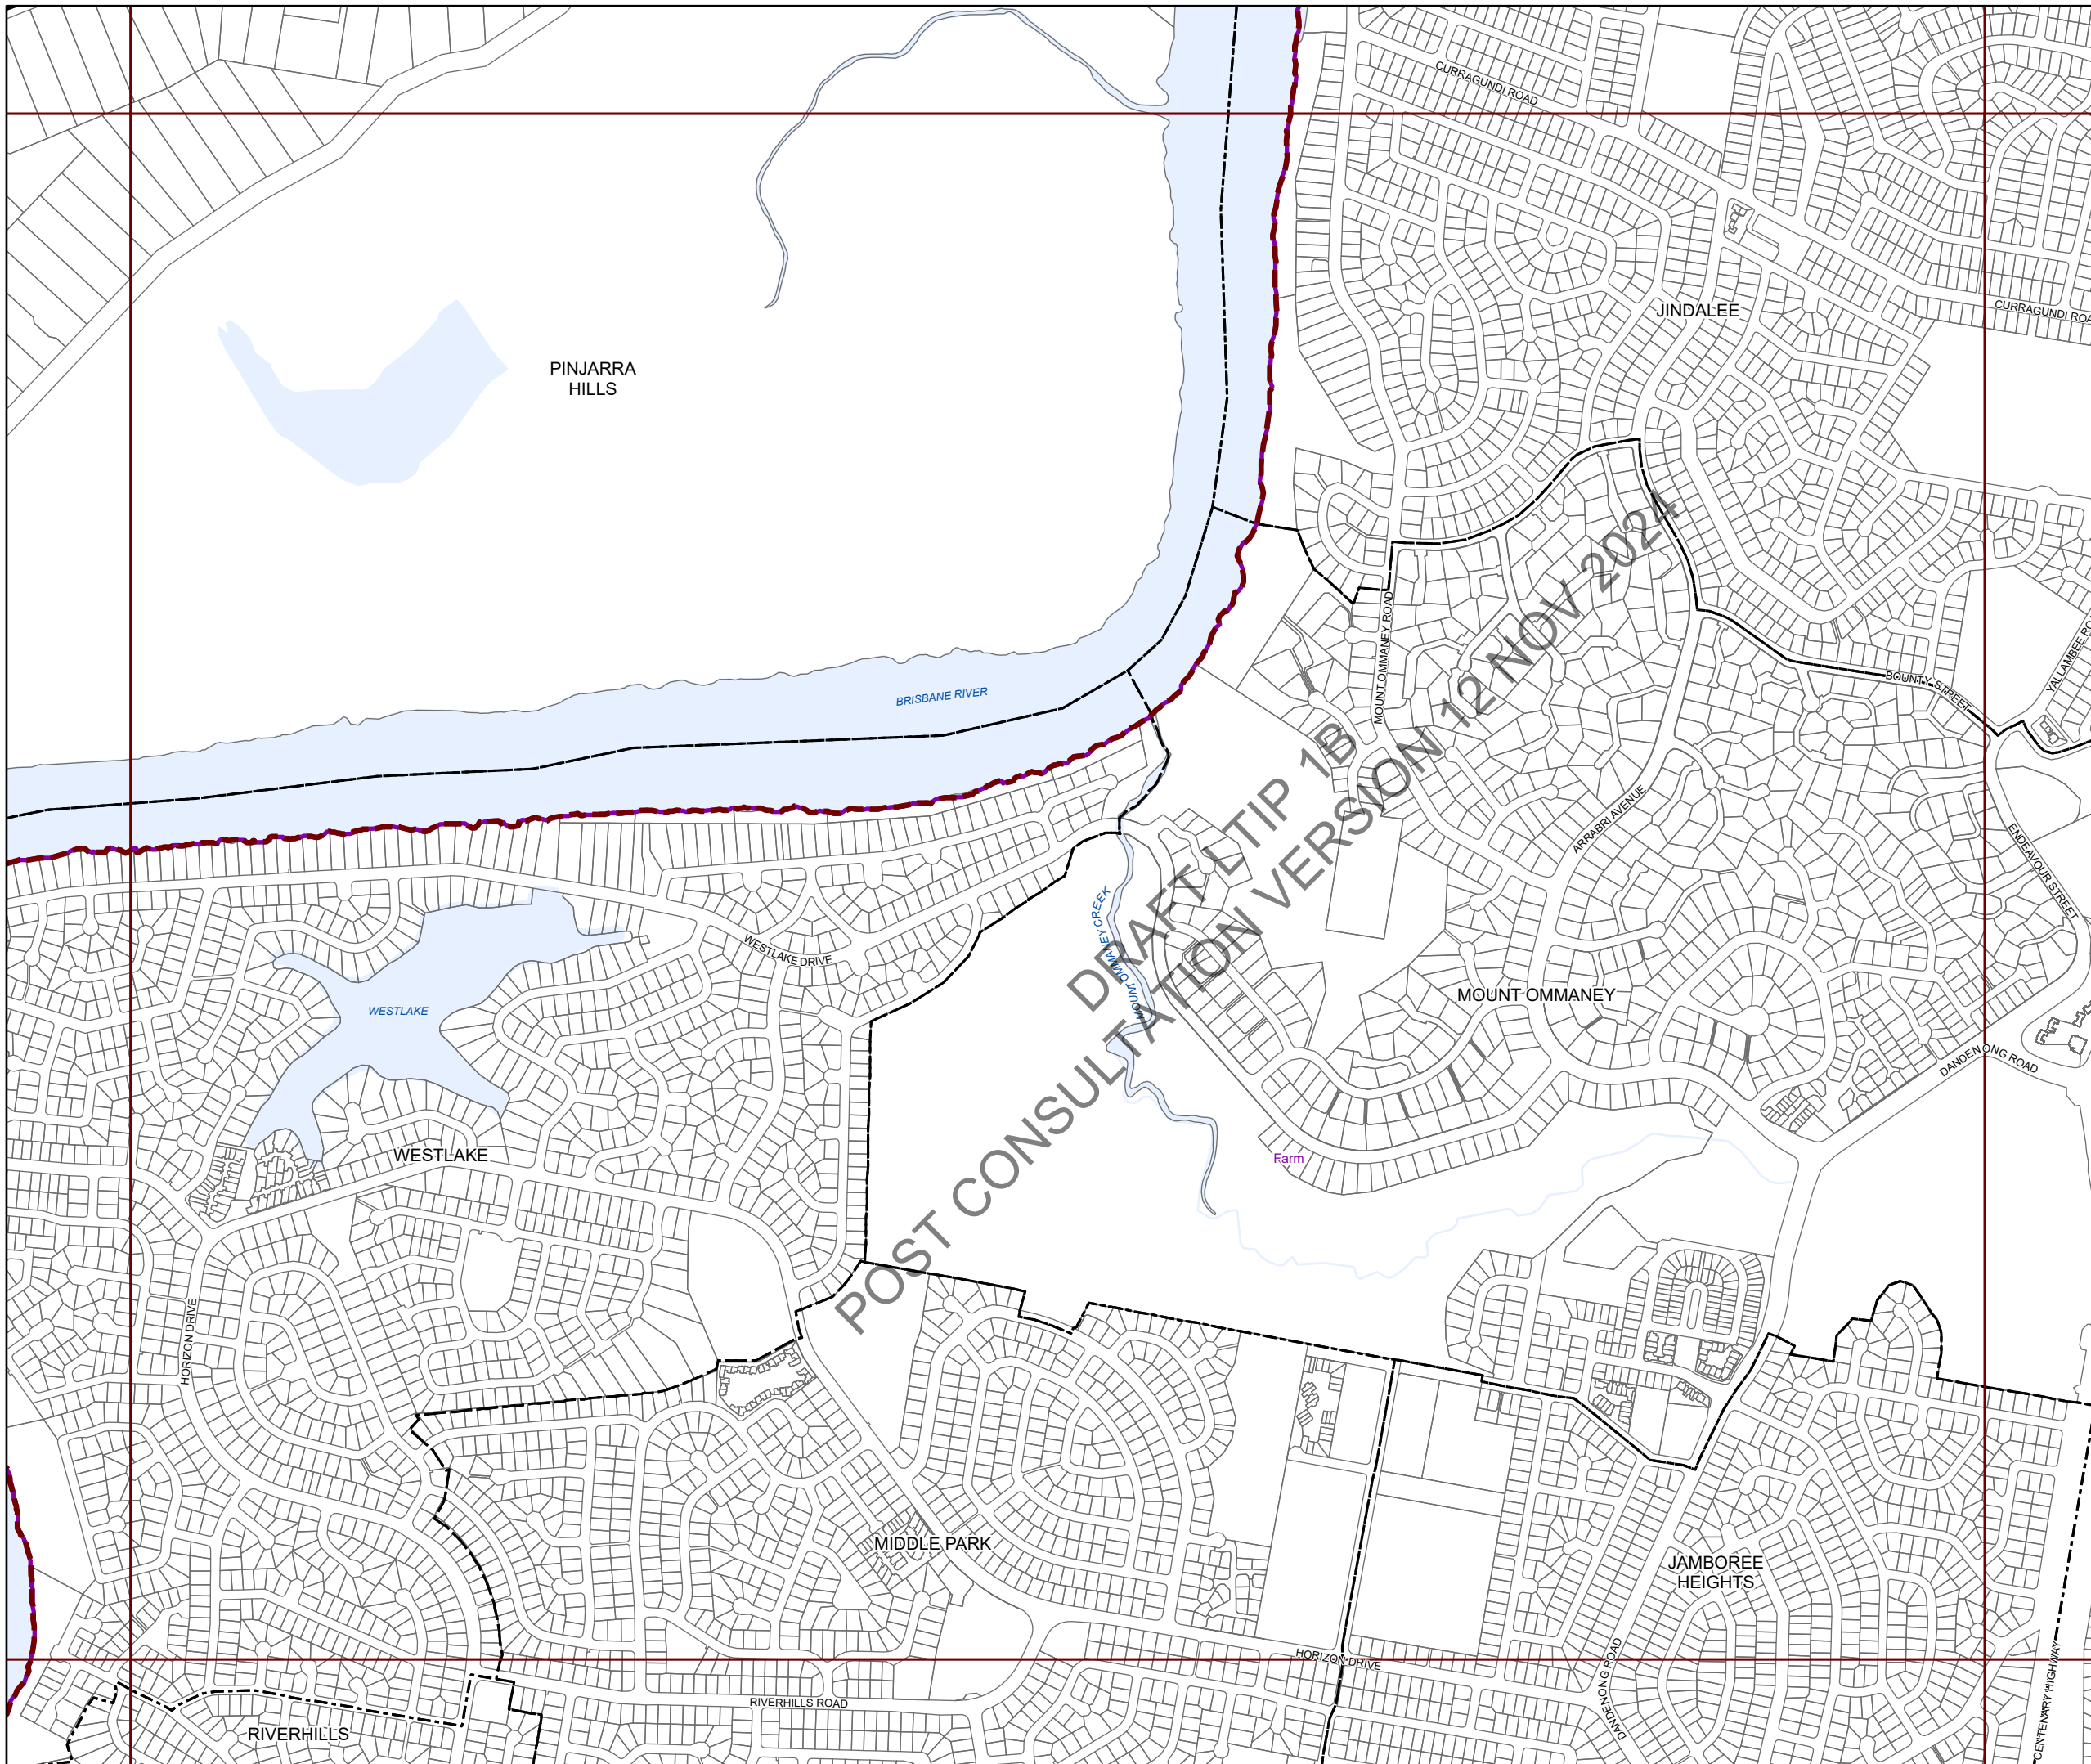 CURRAGUNDI ROAD
JINDALEE
CURRAGUNDI ROA
PINJARRA
HILLS
MOUNT OMMANEY ROAD
YALLAMBEE RO
BOUNTY STREET
BRISBANE RIVER
ARRABRI AVENUE
ENDEAVOUR STREET
DRAFT LTIP 1B
POST CONSULTATION VERSION 12 NOV 2024
MOUNT OMMANEY CREEK
WESTLAKE DRIVE
MOUNT OMMANEY
WESTLAKE
DANDENONG ROAD
WESTLAKE
Farm
HORIZON DRIVE
MIDDLE PARK
JAMBOREE
HEIGHTS
HORIZON DRIVE
DANDENONG ROAD
CENTENARY HIGHWAY
RIVERHILLS ROAD
RIVERHILLS